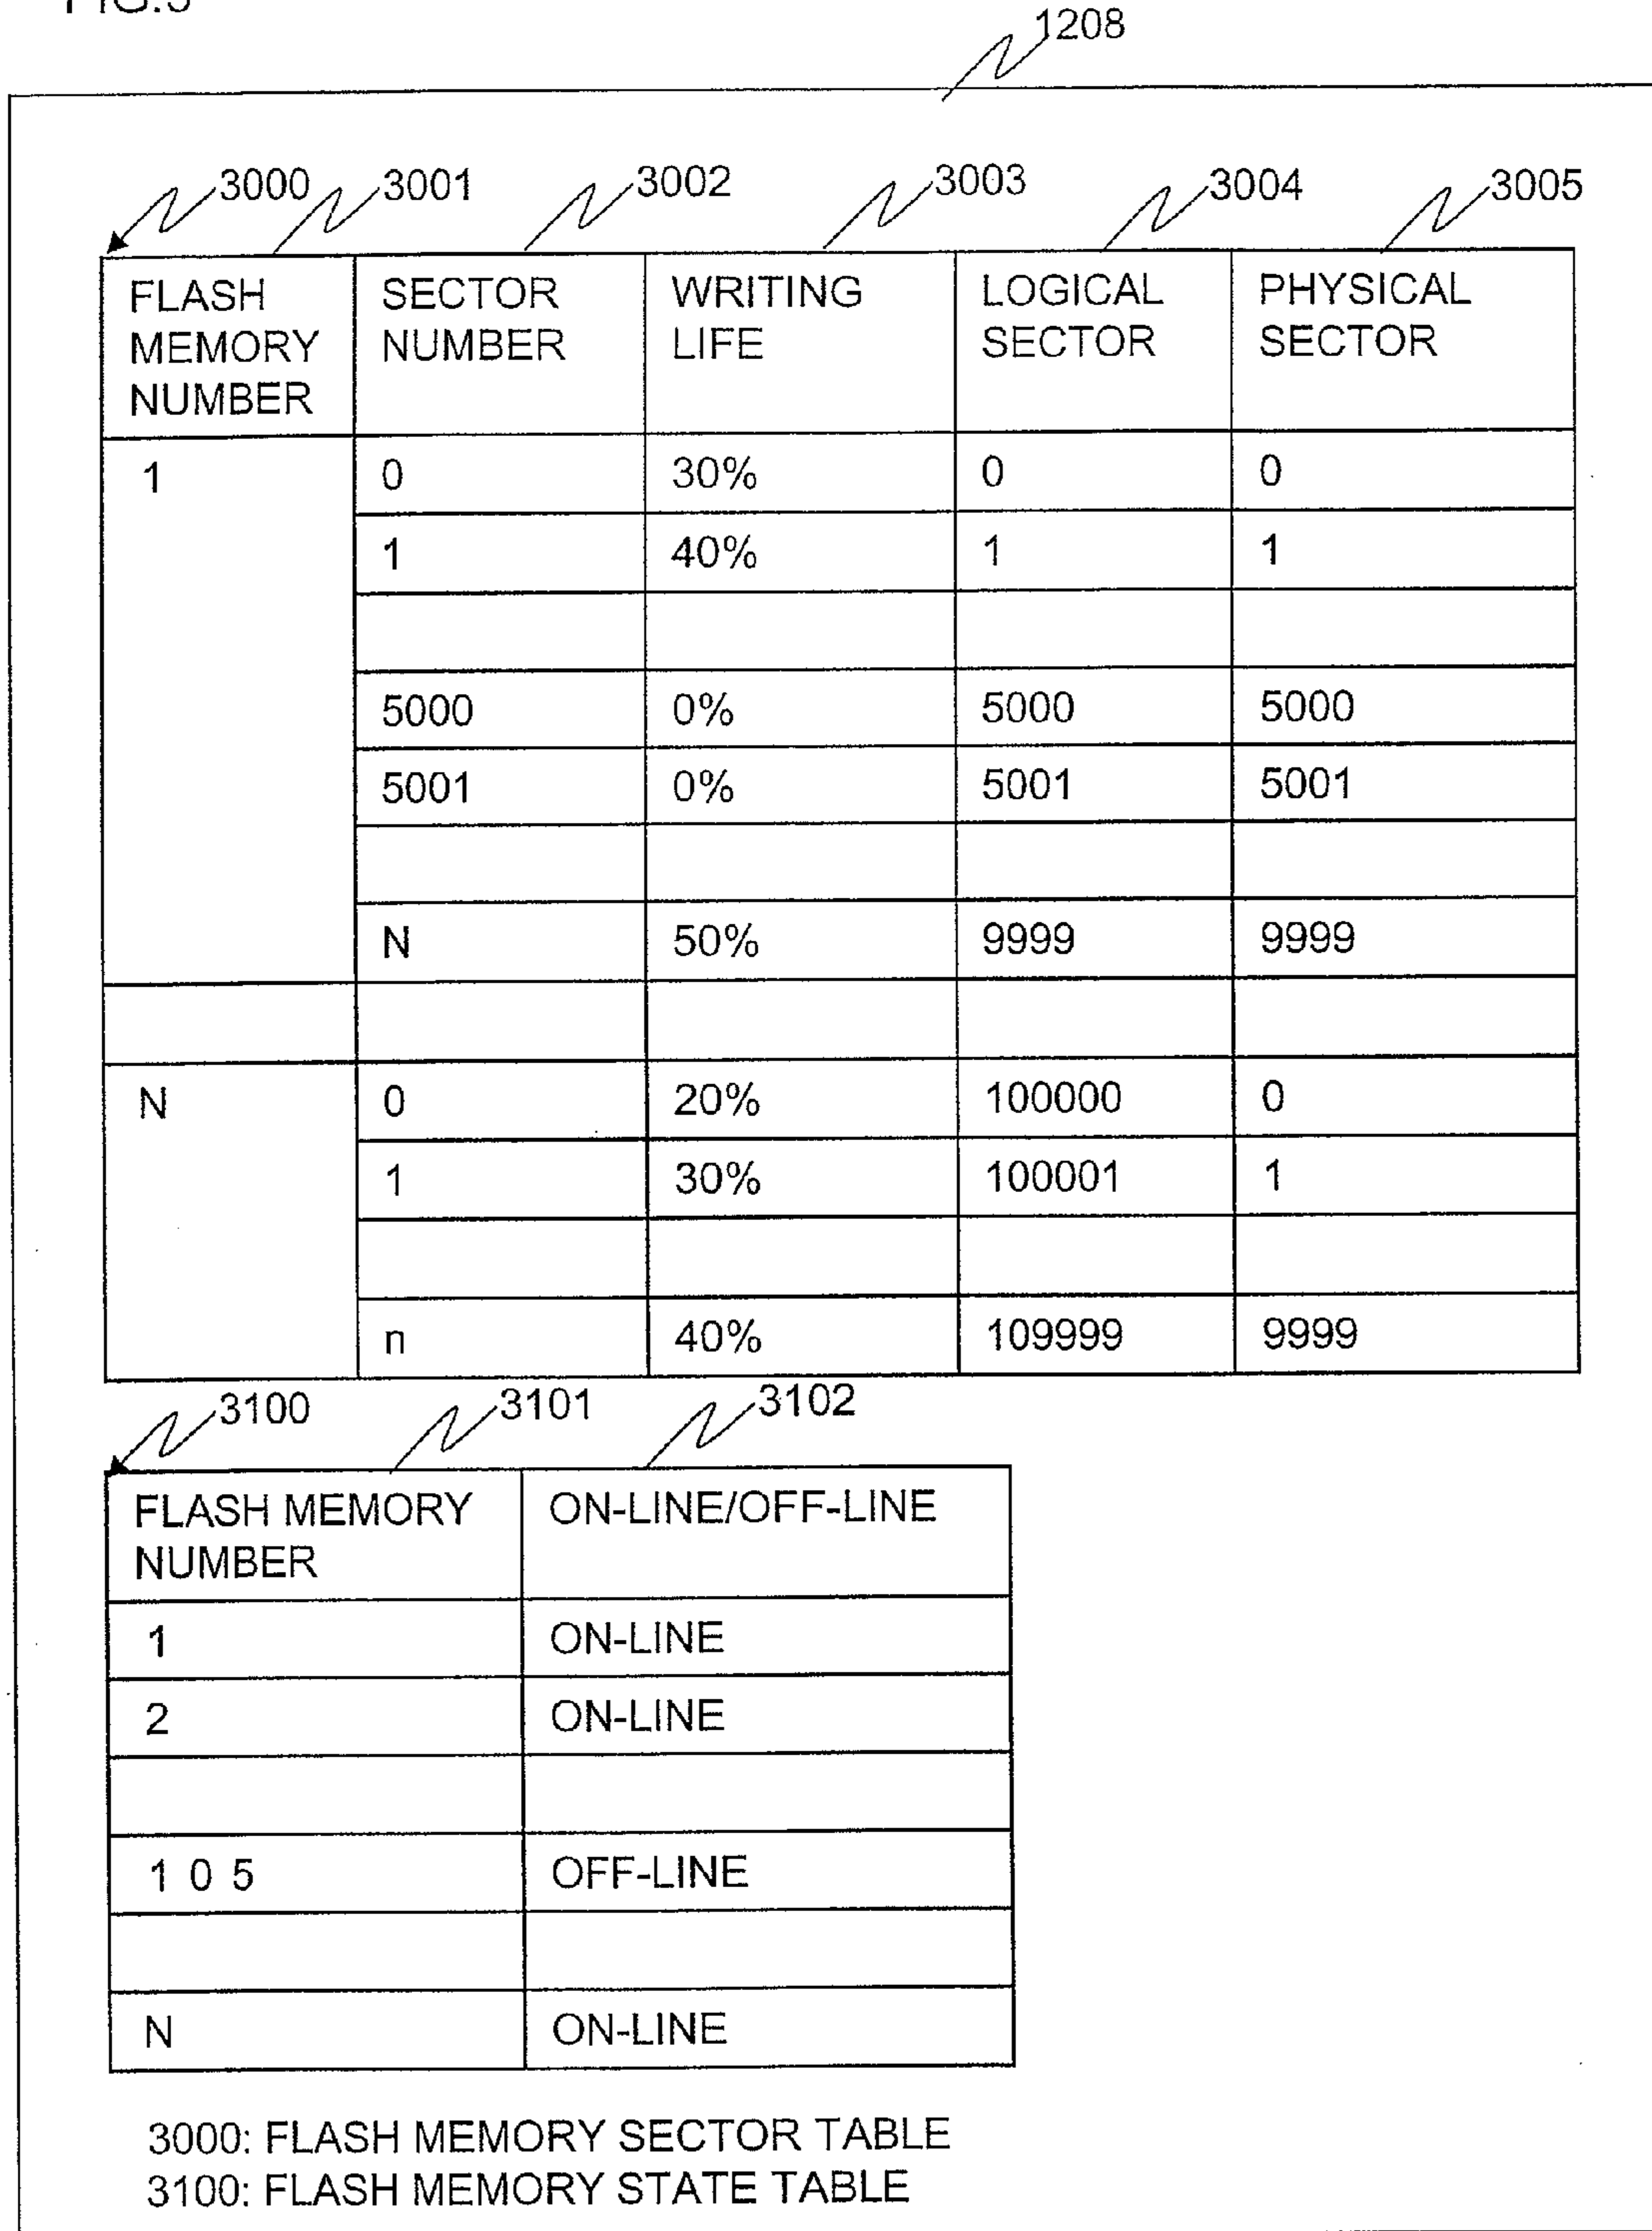 FIG.3
1208
3000 3001 3002 3003 3004 3005
FLASH MEMORY NUMBER SECTOR NUMBER WRITING LIFE LOGICAL SECTOR PHYSICAL SECTOR
1 0 30% 0 0
1 40% 1 1
5000 0% 5000 5000
5001 0% 5001 5001
N 50% 9999 9999
N 0 20% 100000 0
1 30% 100001 1
n 40% 109999 9999
3100 3101 3102
FLASH MEMORY NUMBER ON-LINE/OFF-LINE
1 ON-LINE
2 ON-LINE
1 0 5 OFF-LINE
N ON-LINE
3000: FLASH MEMORY SECTOR TABLE
3100: FLASH MEMORY STATE TABLE